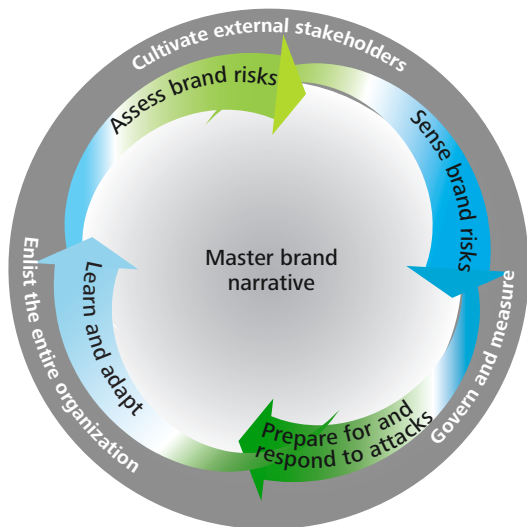 Cultivate external stakeholders
Assess brand risks
Sense brand risks
Master brand
narrative
Govern and measure
Prepare for and
respond to attacks
Learn and adapt
Enlist the entire organization